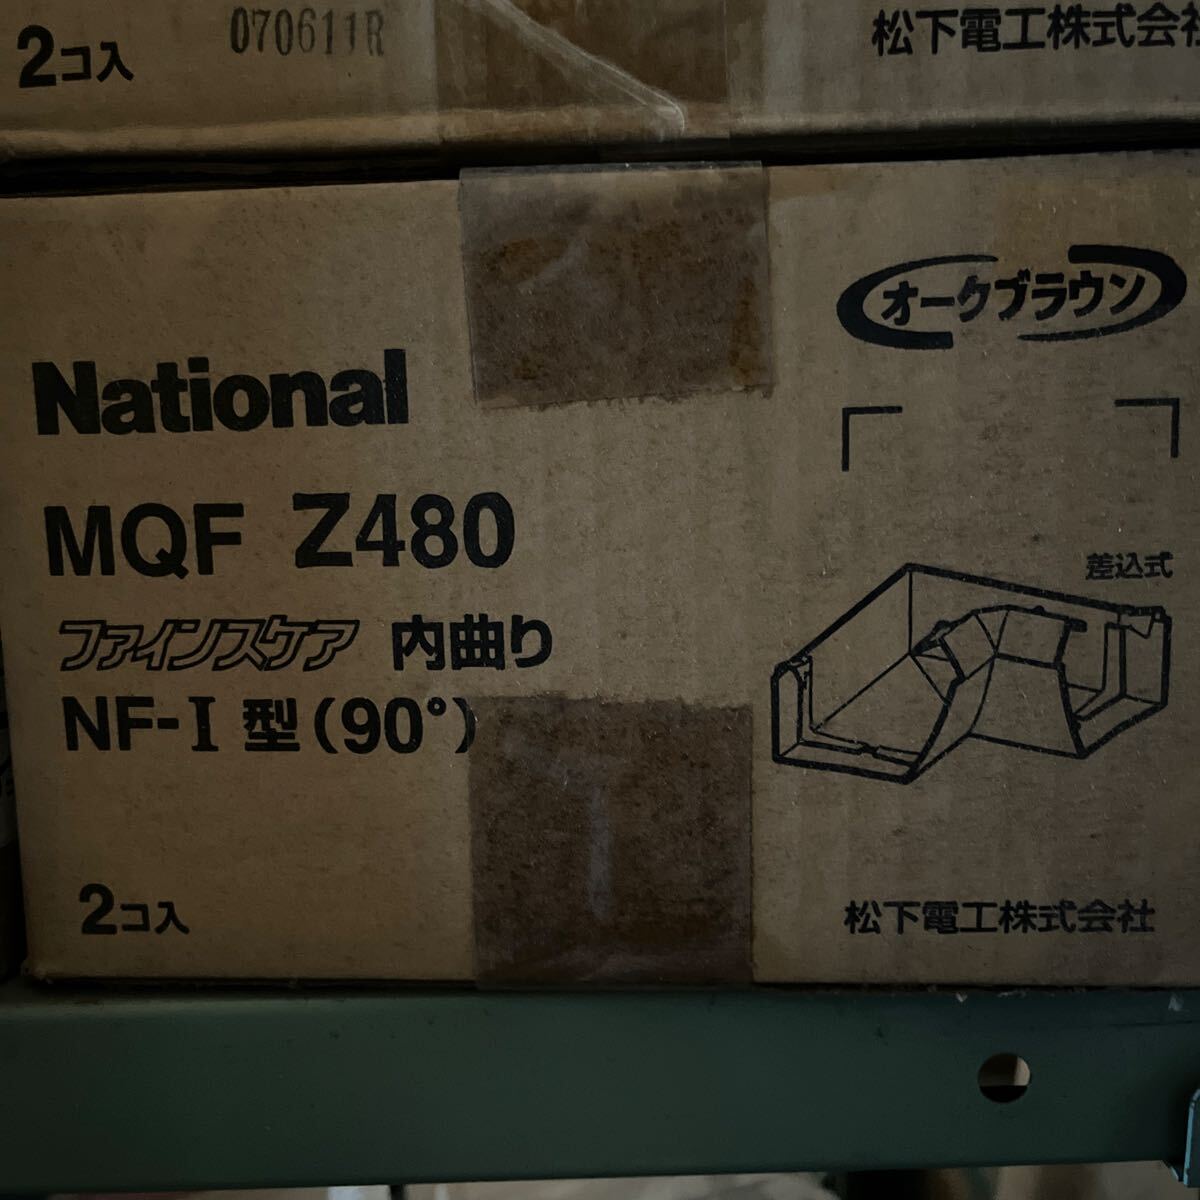 2コ入
070611R
松下電工株式会社
オークブラウン
National
MQF Z480
差込式
ファインスケア 内曲り
NF-I 型(90°)
2コ入
松下電工株式会社